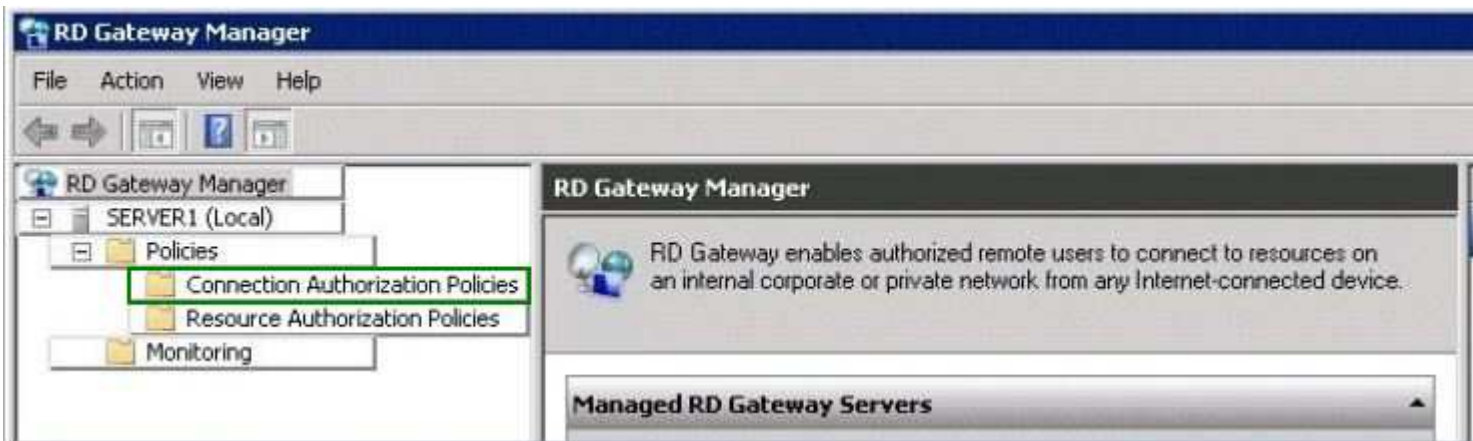 RD Gateway Manager
File Action View Help
RD Gateway Manager
SERVER1 (Local)
Policies
Connection Authorization Policies
Resource Authorization Policies
Monitoring
RD Gateway Manager
RD Gateway enables authorized remote users to connect to resources on
an internal corporate or private network from any Internet-connected device.
Managed RD Gateway Servers